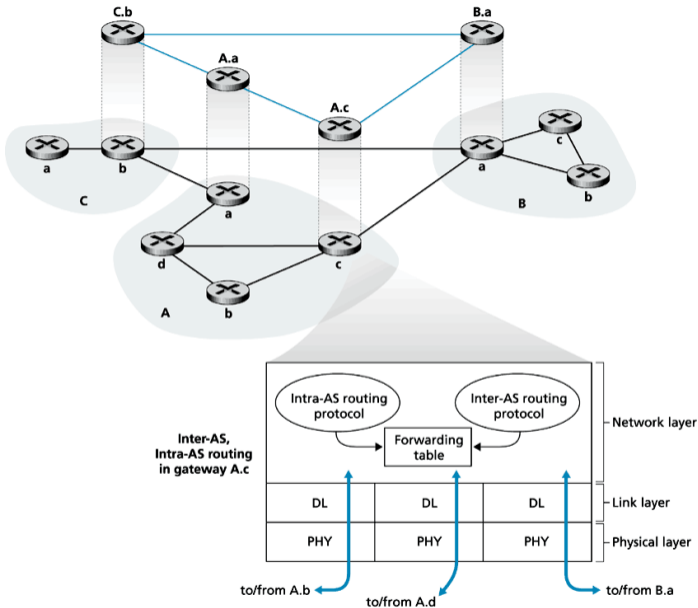 C.b
B.a
A.a
A.c
a
b
C
a
c
b
B
a
d
c
b
A
Intra-AS routing
protocol
Inter-AS routing
protocol
Forwarding
table
Network layer
Inter-AS,
Intra-AS routing
in gateway A.c
DL
DL
DL
Link layer
PHY
PHY
PHY
Physical layer
to/from A.b
to/from A.d
to/from B.a